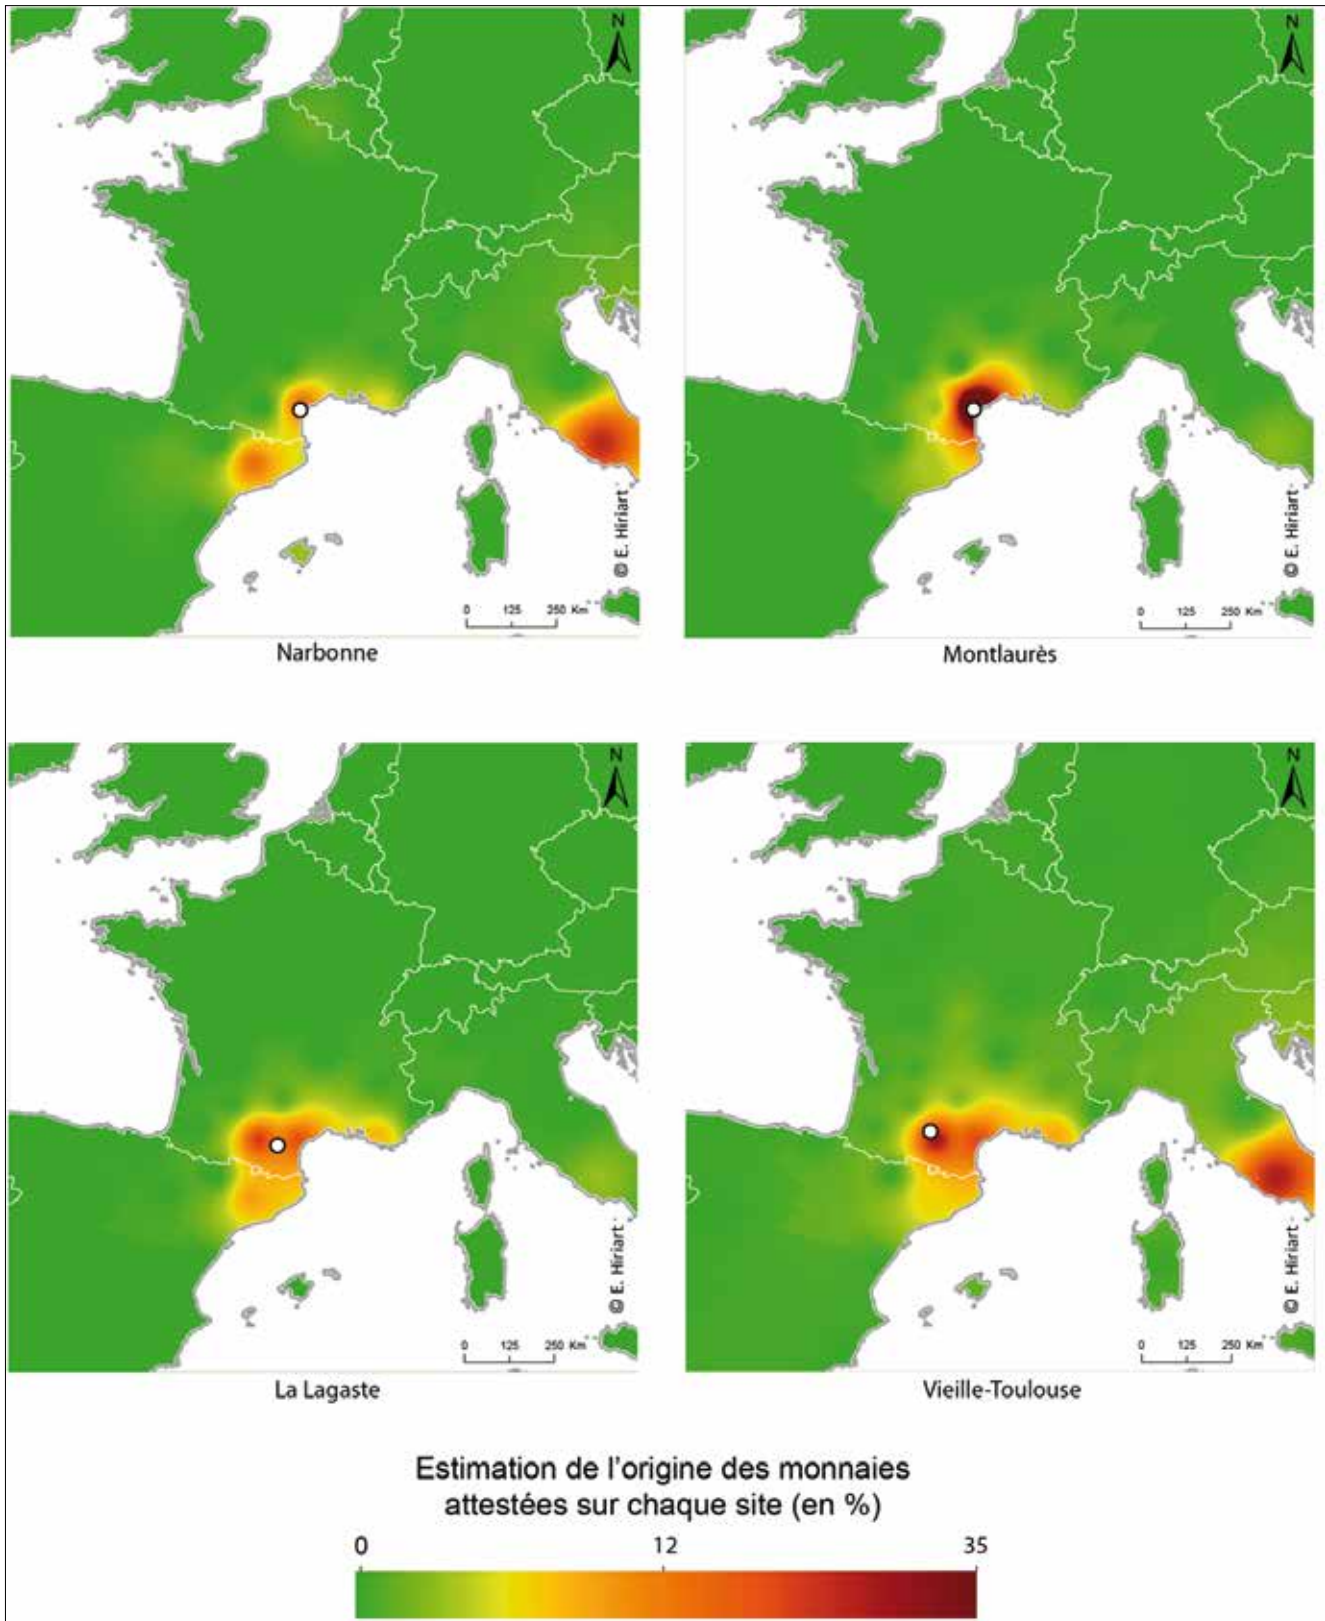 N
N
© E. Hiriart
© E. Hiriart
0 125 250 Km
0 125 250 Km
Narbonne
Montlaurès
N
N
© E. Hiriart
© E. Hiriart
0 125 250 Km
0 125 250 Km
La Lagaste
Vieille-Toulouse
Estimation de l'origine des monnaies
attestées sur chaque site (en %)
0 12 35